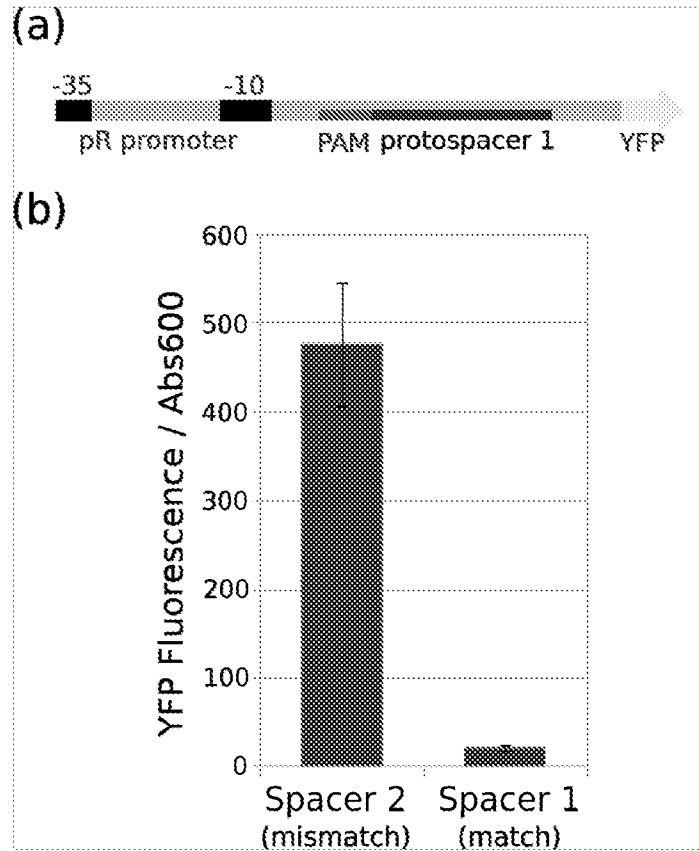 (a)
-35 -10
pR promoter PAM protospacer 1 YFP
(b)
YFP Fluorescence / Abs600
600
500
400
300
200
100
0
Spacer 2 Spacer 1
(mismatch) (match)